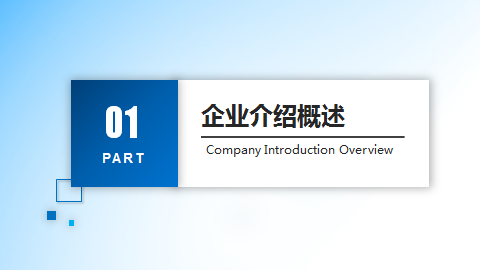 01
PART
企业介绍概述
Company Introduction Overview